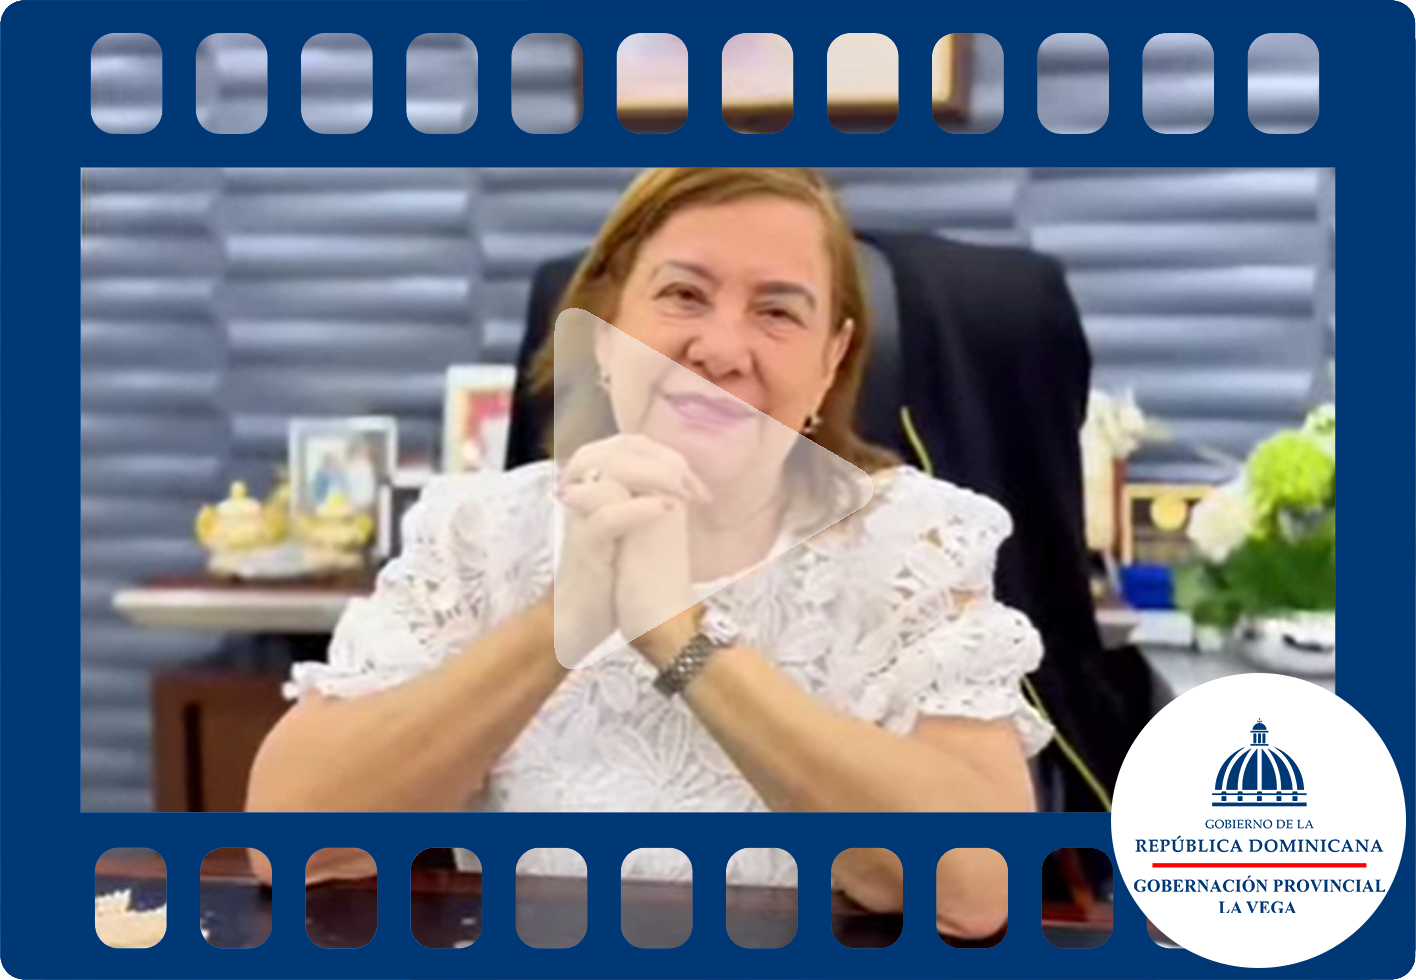 GOBIERNO DE LA
REPÚBLICA DOMINICANA
GOBERNACIÓN PROVINCIAL
LA VEGA